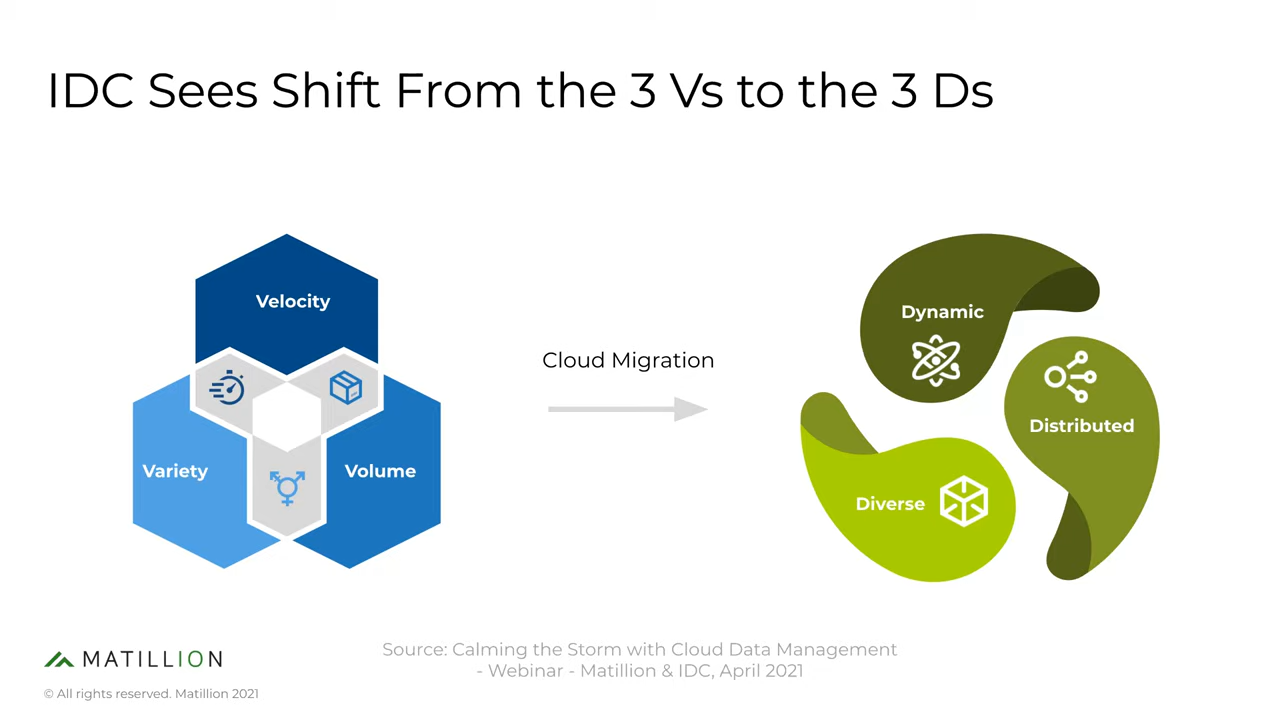 IDC Sees Shift From the 3 Vs to the 3 Ds
Velocity
Variety
Volume
Cloud Migration
Dynamic
Distributed
Diverse
MATILLION
© All rights reserved. Matillion 2021
Source: Calming the Storm with Cloud Data Management
- Webinar - Matillion & IDC, April 2021